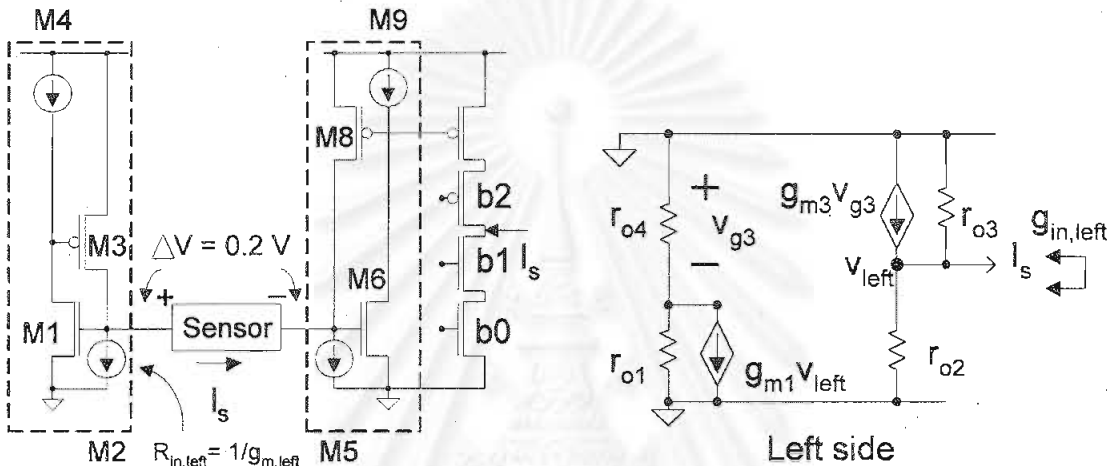 M4
M9
M8
M3
ΔV = 0.2 V
M6
b2
b1
I_s
M1
+
−
Sensor
b0
I_s
M2
R_in,left = 1/g_m,left
M5
r_o4
+
v_g3
−
g_m3v_g3
r_o3
g_in,left
v_left
I_s
r_o1
g_m1v_left
r_o2
Left side